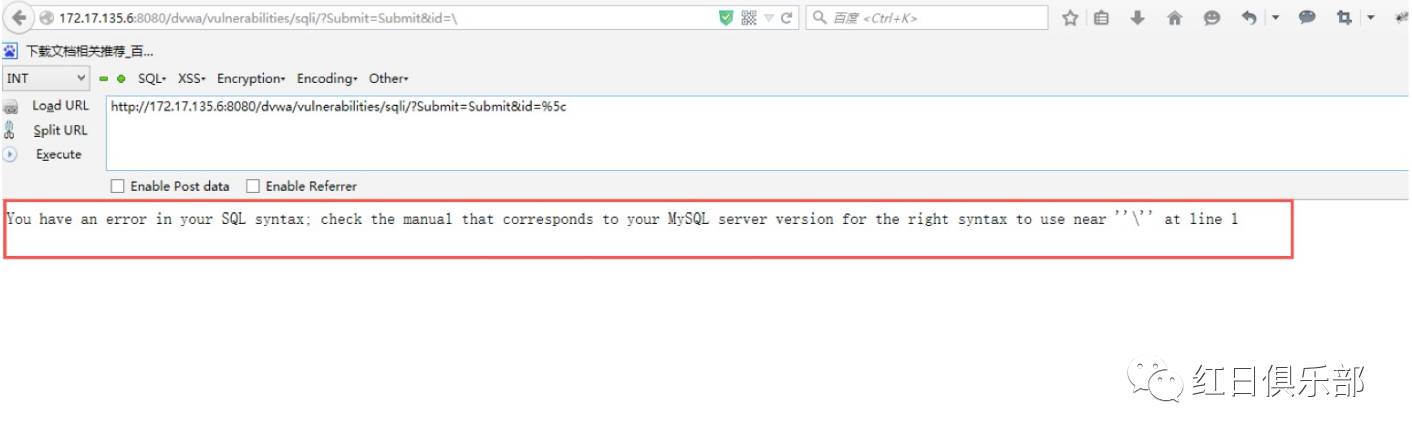 172.17.135.6:8080/dvwa/vulnerabilities/sqli/?Submit=Submit&id=\
百度 <Ctrl+K>
下载文档相关推荐_百...
INT SQL XSS Encryption Encoding Other
Load URL http://172.17.135.6:8080/dvwa/vulnerabilities/sqli/?Submit=Submit&id=%5c
Split URL
Execute
Enable Post data Enable Referrer
You have an error in your SQL syntax; check the manual that corresponds to your MySQL server version for the right syntax to use near ''\'' at line 1
红日俱乐部